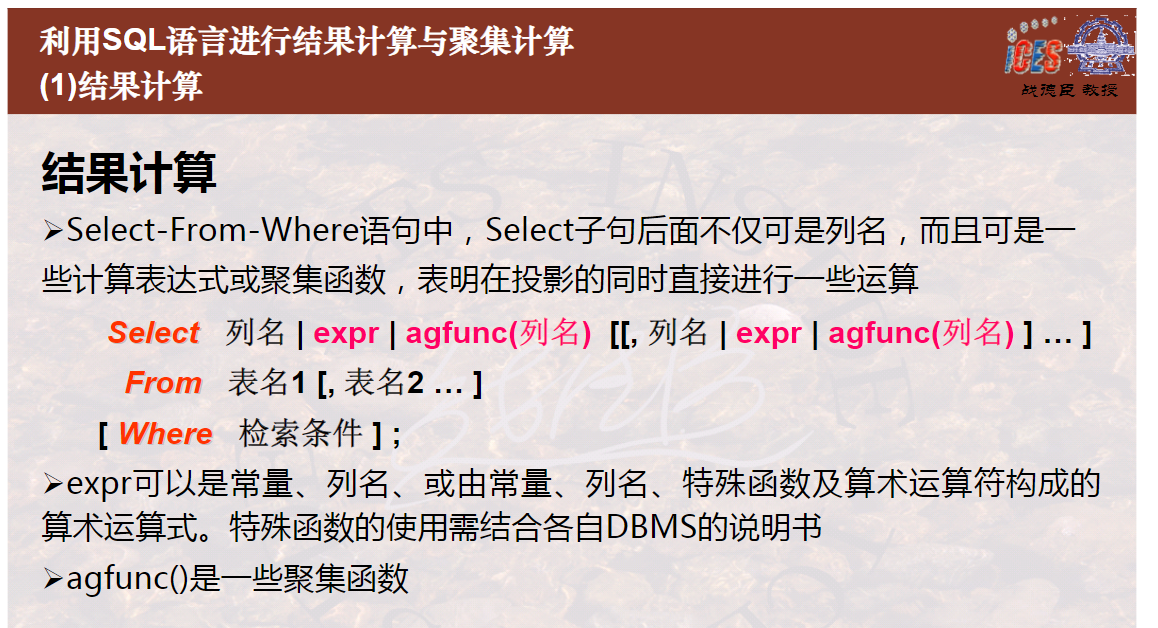 利用SQL语言进行结果计算与聚集计算
(1)结果计算
iCES
战德臣 教授
结果计算
➢Select-From-Where语句中，Select子句后面不仅可是列名，而且可是一
些计算表达式或聚集函数，表明在投影的同时直接进行一些运算
Select 列名 | expr | agfunc(列名) [[, 列名 | expr | agfunc(列名) ] … ]
From 表名1 [, 表名2 … ]
[ Where 检索条件 ] ;
➢expr可以是常量、列名、或由常量、列名、特殊函数及算术运算符构成的
算术运算式。特殊函数的使用需结合各自DBMS的说明书
➢agfunc()是一些聚集函数